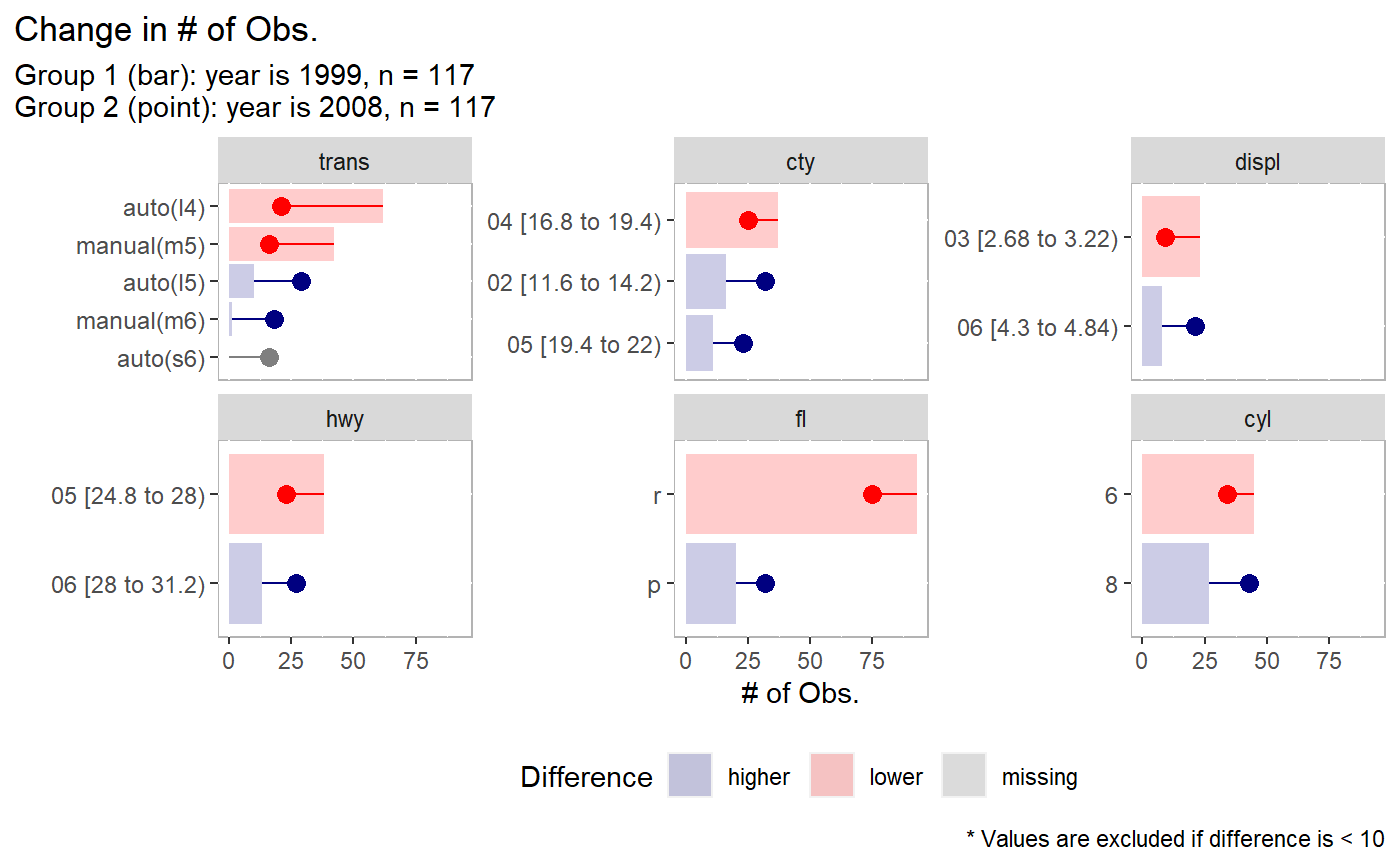 Change in # of Obs.
Group 1 (bar): year is 1999, n = 117
Group 2 (point): year is 2008, n = 117
trans
auto(l4)
manual(m5)
auto(l5)
manual(m6)
auto(s6)
cty
04 [16.8 to 19.4)
02 [11.6 to 14.2)
05 [19.4 to 22)
displ
03 [2.68 to 3.22)
06 [4.3 to 4.84)
hwy
05 [24.8 to 28)
06 [28 to 31.2)
0 25 50 75
fl
r
p
0 25 50 75
cyl
6
8
0 25 50 75
# of Obs.
Difference higher lower missing
* Values are excluded if difference is < 10